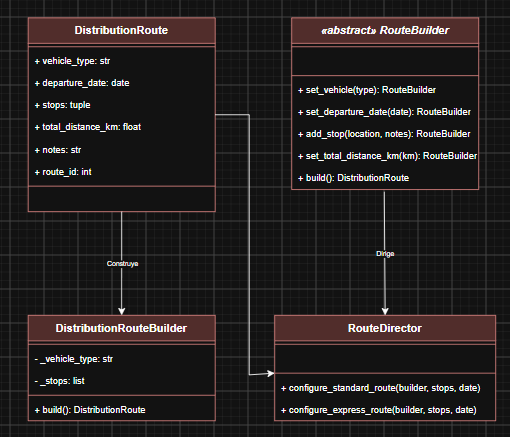 DistributionRoute
+ vehicle_type: str
+ departure_date: date
+ stops: tuple
+ total_distance_km: float
+ notes: str
+ route_id: int
«abstract» RouteBuilder
+ set_vehicle(type): RouteBuilder
+ set_departure_date(date): RouteBuilder
+ add_stop(location, notes): RouteBuilder
+ set_total_distance_km(km): RouteBuilder
+ build(): DistributionRoute
Construye
Dirige
DistributionRouteBuilder
- _vehicle_type: str
- _stops: list
+ build(): DistributionRoute
RouteDirector
+ configure_standard_route(builder, stops, date)
+ configure_express_route(builder, stops, date)